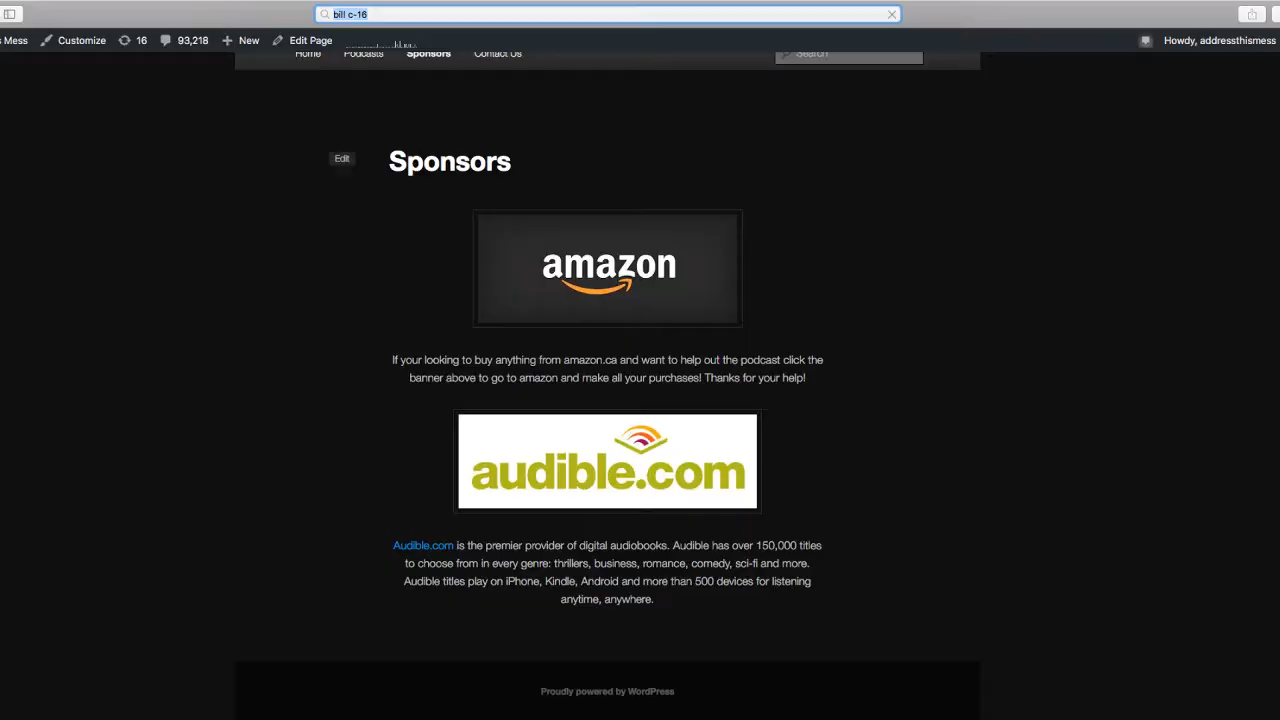 bill c-16
s Mess Customize 16 93,218 New Edit Page Howdy, addressthismess
Home Podcasts Sponsors Contact Us Search
Edit
Sponsors
amazon
If your looking to buy anything from amazon.ca and want to help out the podcast click the
banner above to go to amazon and make all your purchases! Thanks for your help!
audible.com
Audible.com is the premier provider of digital audiobooks. Audible has over 150,000 titles
to choose from in every genre: thrillers, business, romance, comedy, sci-fi and more.
Audible titles play on iPhone, Kindle, Android and more than 500 devices for listening
anytime, anywhere.
Proudly powered by WordPress